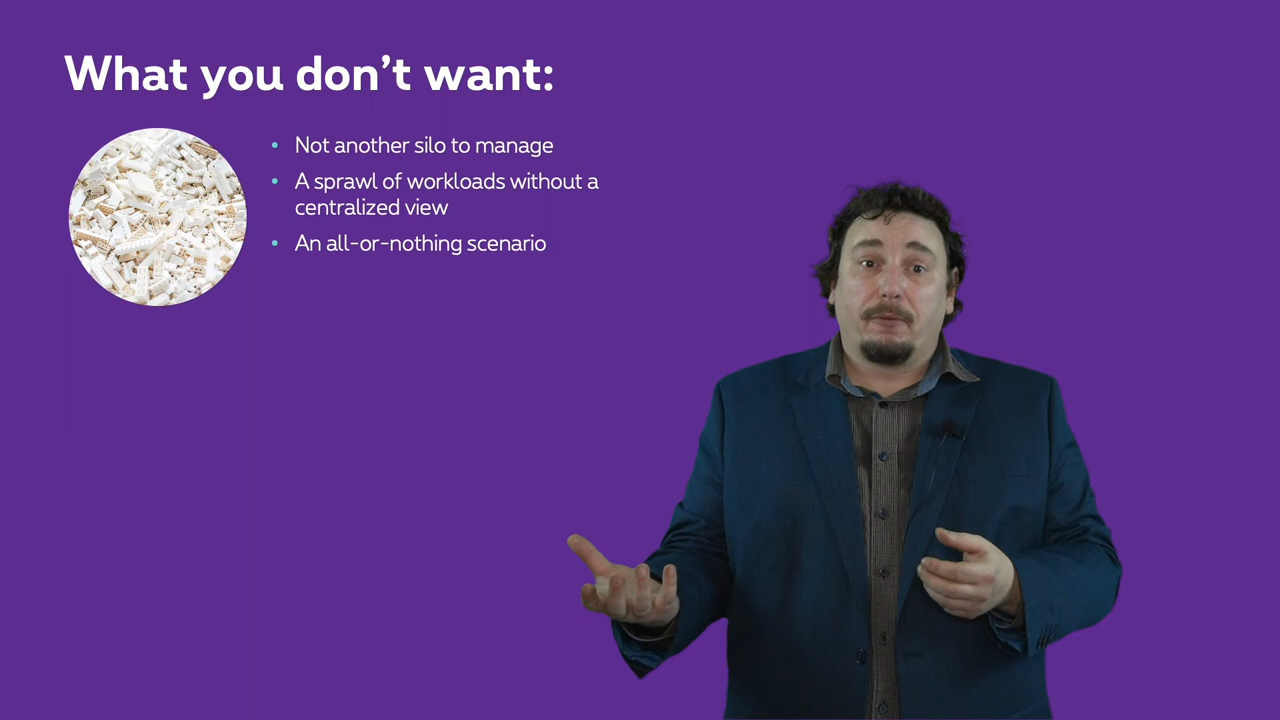 What you don’t want:
Not another silo to manage
A sprawl of workloads without a
centralized view
An all-or-nothing scenario